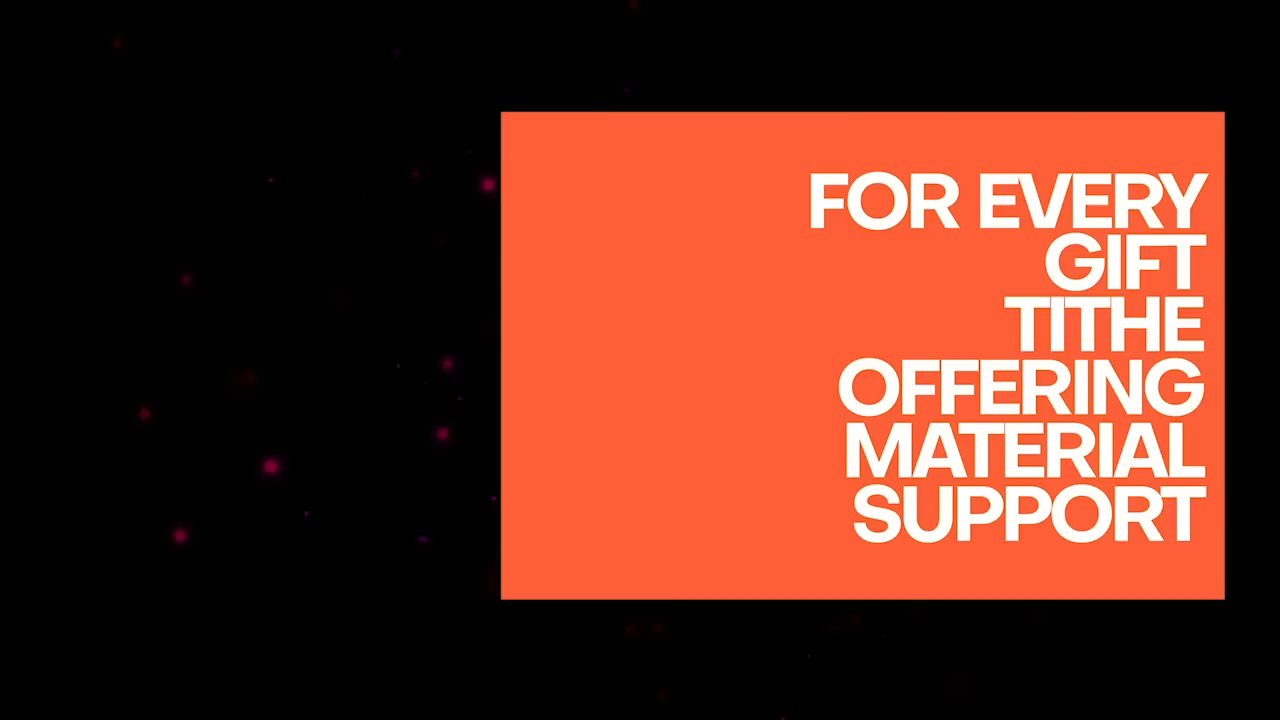 FOR EVERY
GIFT
TITHE
OFFERING
MATERIAL
SUPPORT